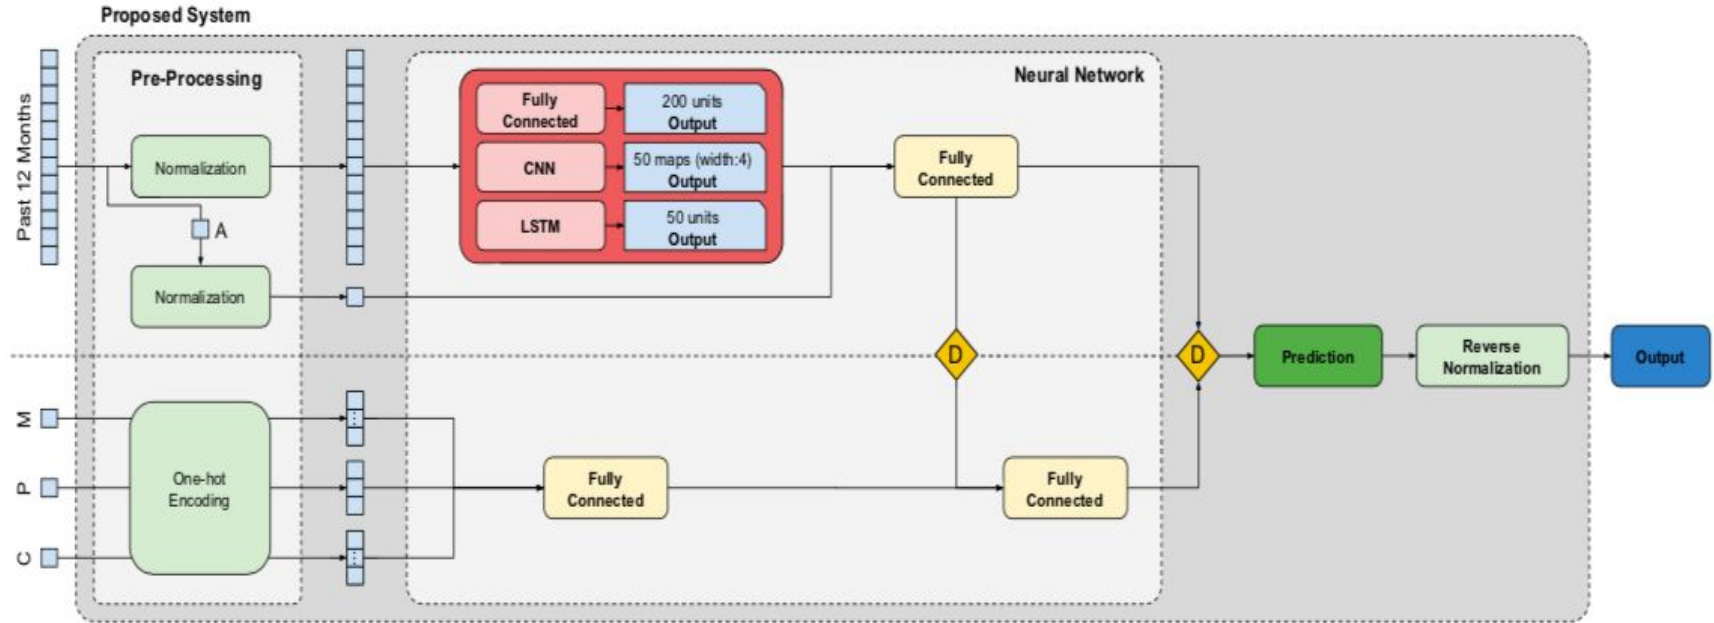 Proposed System
Pre-Processing
Neural Network
Past 12 Months
Normalization
A
Normalization
Fully
Connected
200 units
Output
CNN
50 maps (width:4)
Output
LSTM
50 units
Output
Fully
Connected
D
D
Prediction
Reverse
Normalization
Output
M
P
C
One-hot
Encoding
Fully
Connected
Fully
Connected